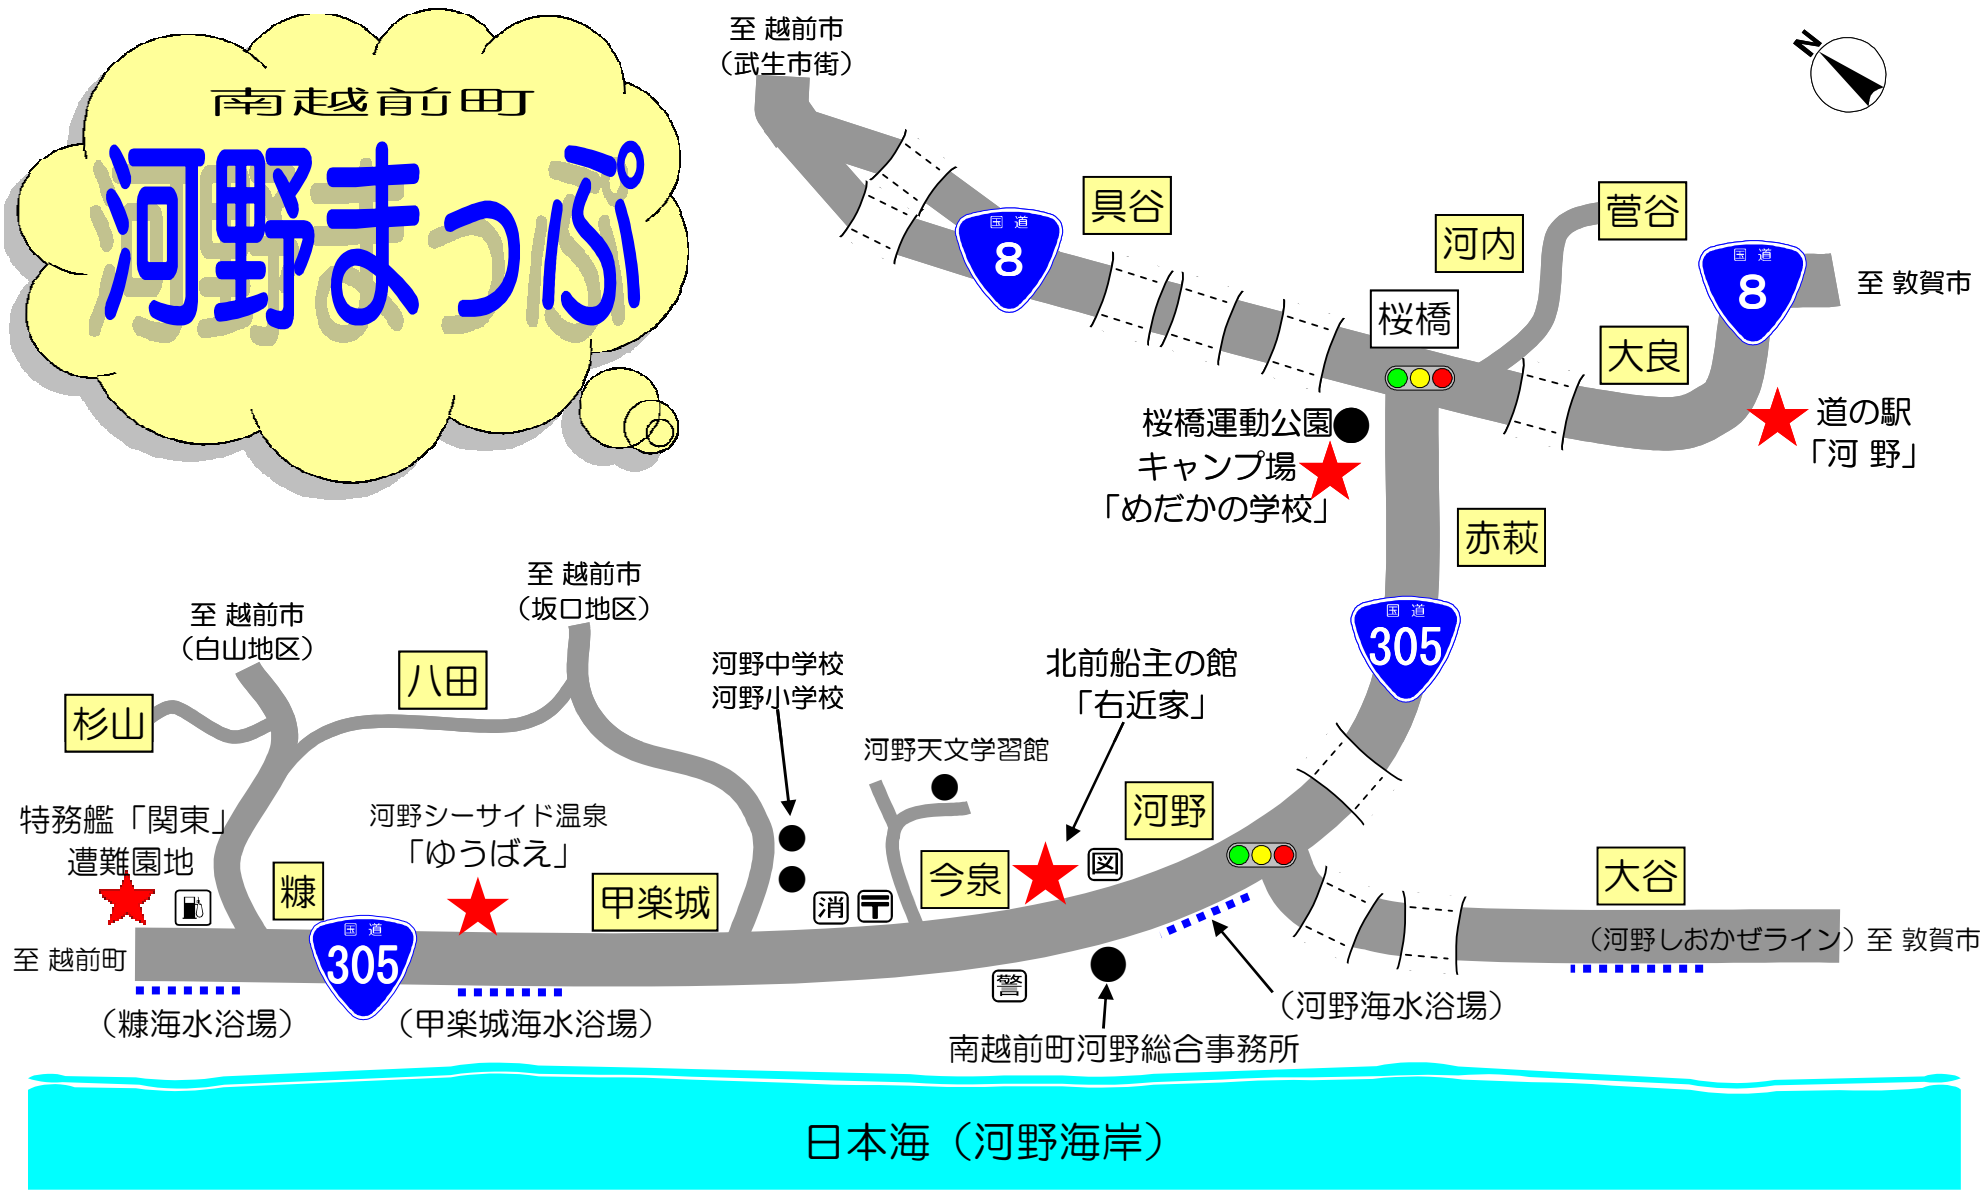 南越前町
河野まっぷ
至 越前市
（武生市街）
N
具谷
国道
8
河内
菅谷
国道
8
至 敦賀市
桜橋
大良
道の駅
「河 野」
桜橋運動公園
キャンプ場
「めだかの学校」
赤萩
国道
305
至 越前市
（坂口地区）
至 越前市
（白山地区）
八田
杉山
河野中学校
河野小学校
北前船主の館
「右近家」
河野天文学習館
河野
特務艦「関東」
遭難園地
河野シーサイド温泉
「ゆうばえ」
糠
甲楽城
消
〒
今泉
図
大谷
国道
305
至 越前町
（河野しおかぜライン）至 敦賀市
警
（糠海水浴場）
（甲楽城海水浴場）
（河野海水浴場）
南越前町河野総合事務所
日本海（河野海岸）